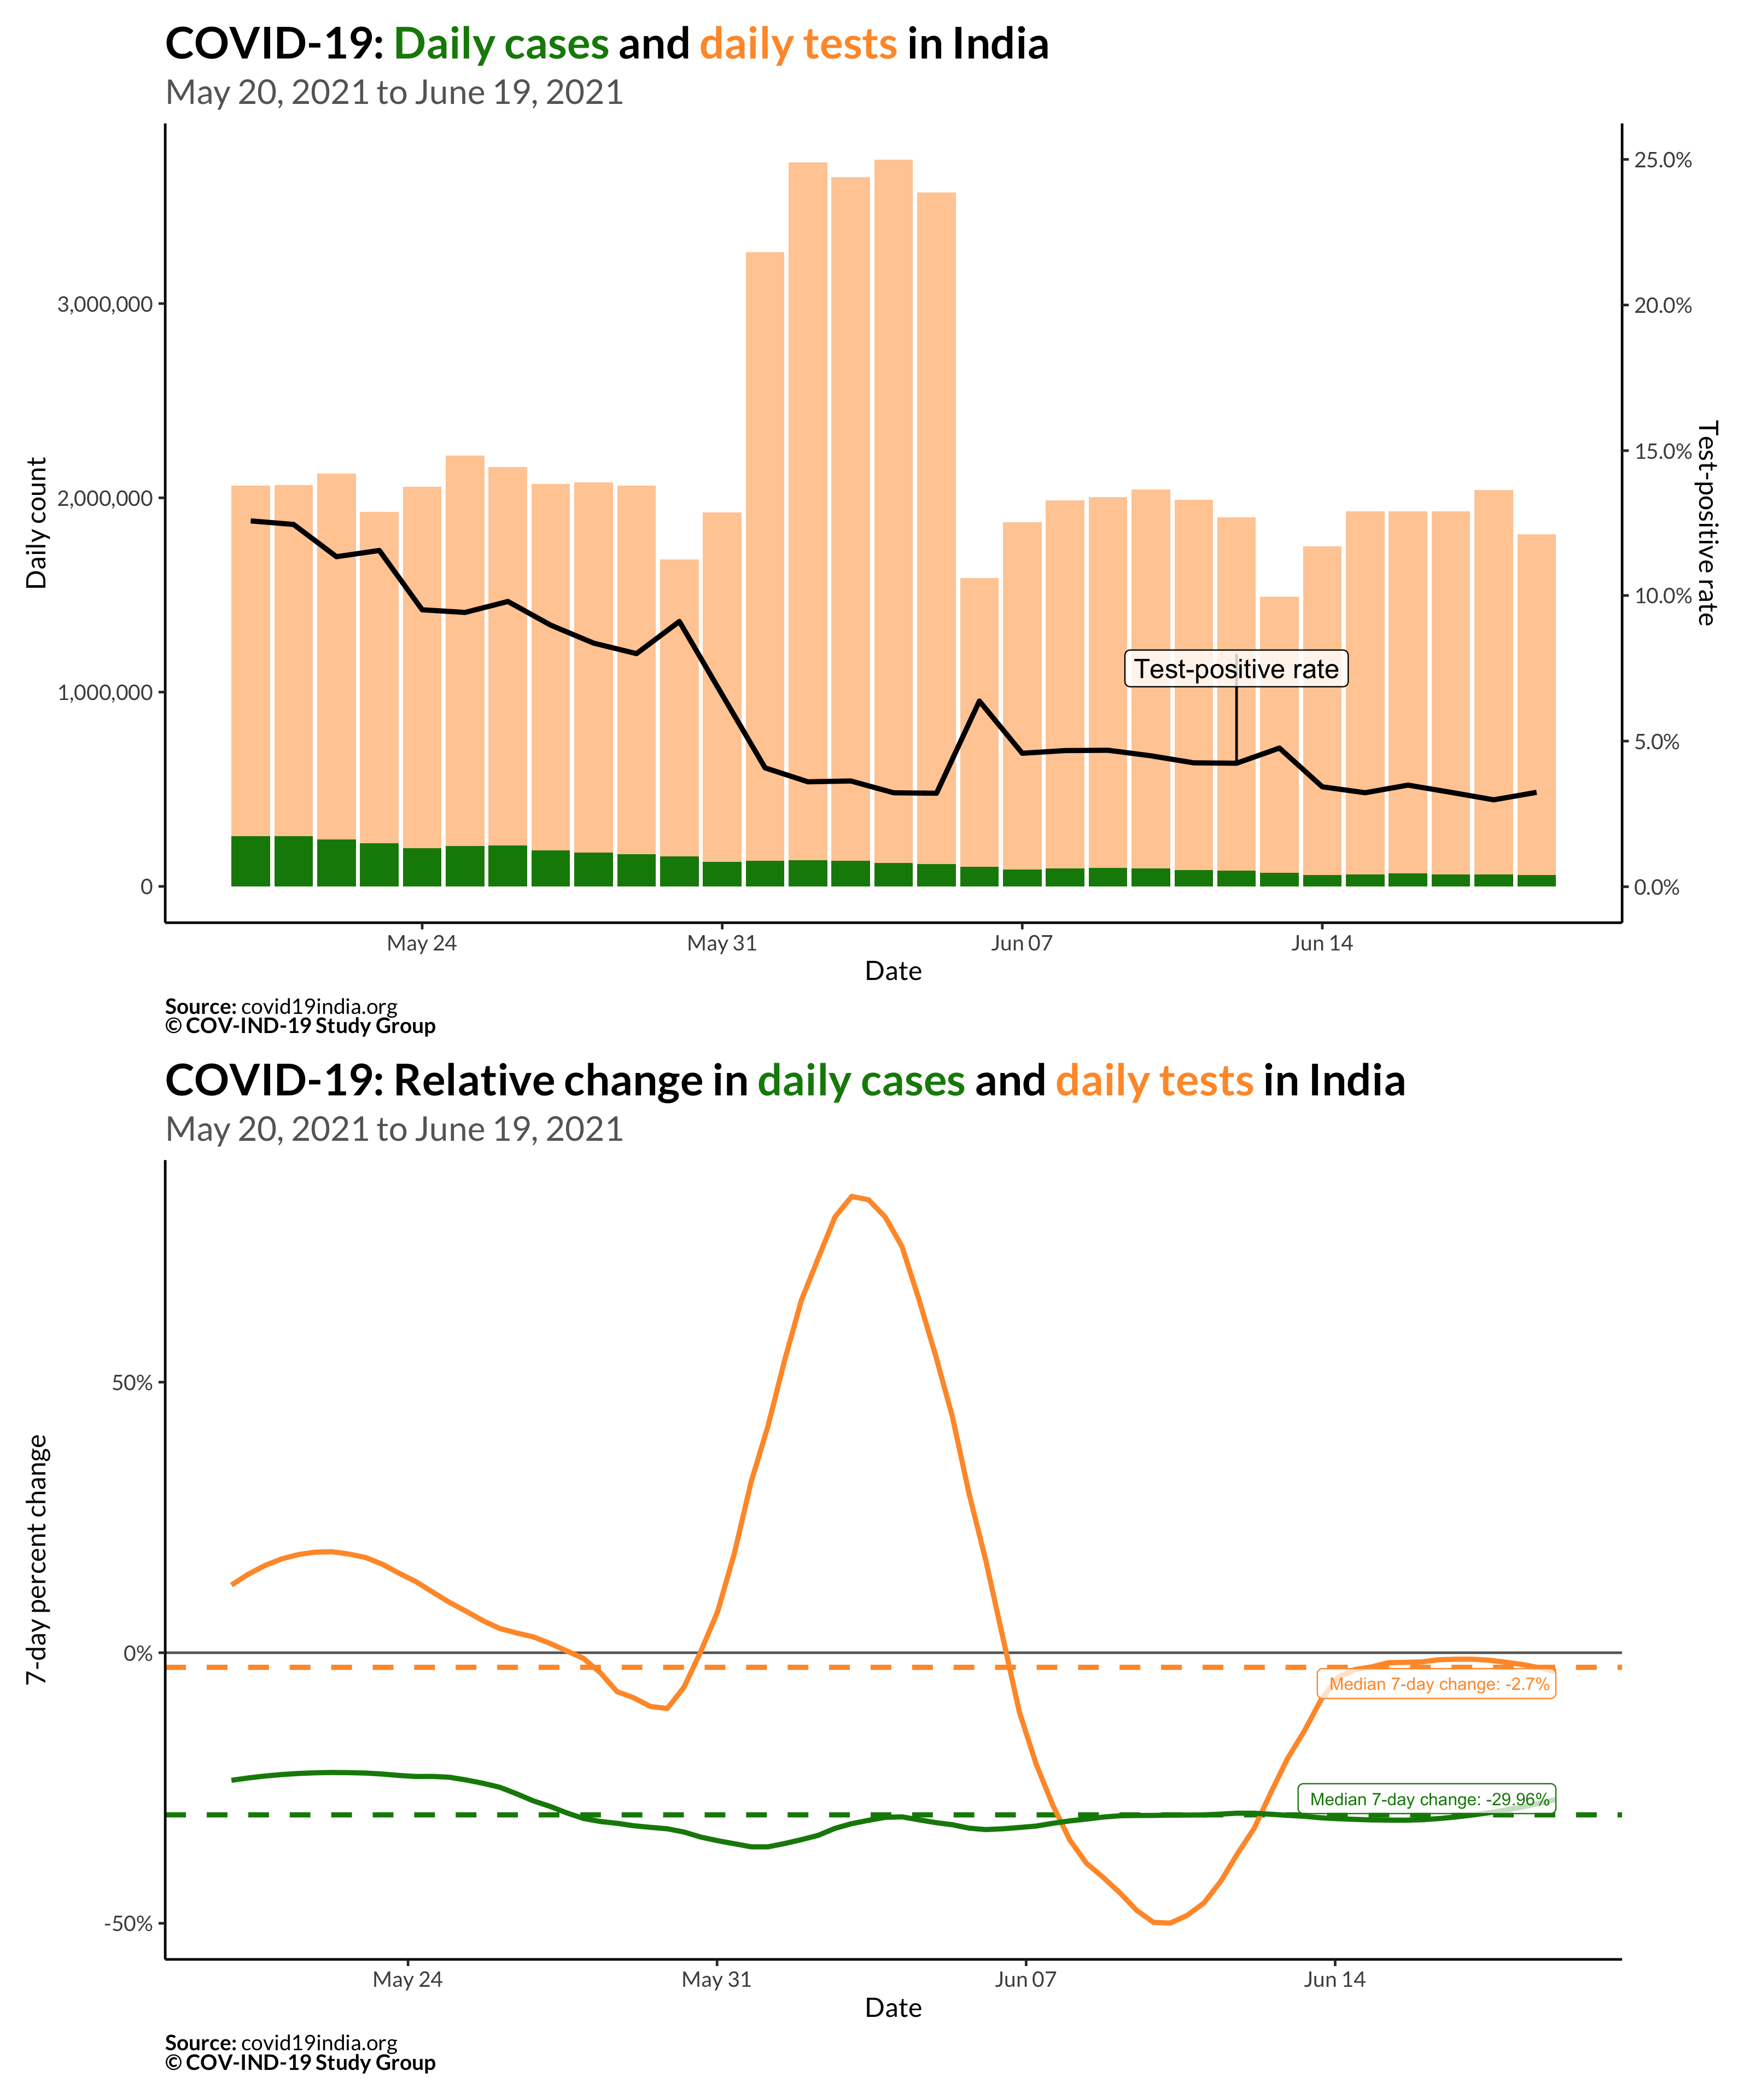 COVID-19: Daily cases and daily tests in India
May 20, 2021 to June 19, 2021
Daily count
3,000,000
2,000,000
1,000,000
0
25.0%
20.0%
15.0%
10.0%
5.0%
0.0%
Test-positive rate
Test-positive rate
May 24
May 31
Jun 07
Jun 14
Date
Source: covid19india.org
© COV-IND-19 Study Group
COVID-19: Relative change in daily cases and daily tests in India
May 20, 2021 to June 19, 2021
7-day percent change
50%
0%
-50%
Median 7-day change: -2.7%
Median 7-day change: -29.96%
May 24
May 31
Jun 07
Jun 14
Date
Source: covid19india.org
© COV-IND-19 Study Group